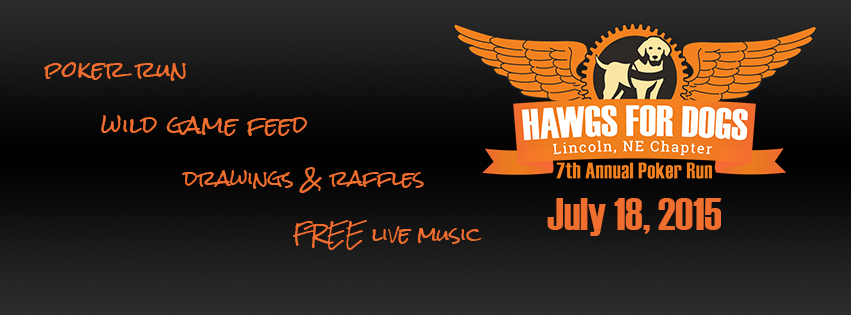 POKER RUN
WILD GAME FEED
DRAWINGS & RAFFLES
FREE LIVE MUSIC
HAWGS FOR DOGS
Lincoln, NE Chapter
7th Annual Poker Run
July 18, 2015